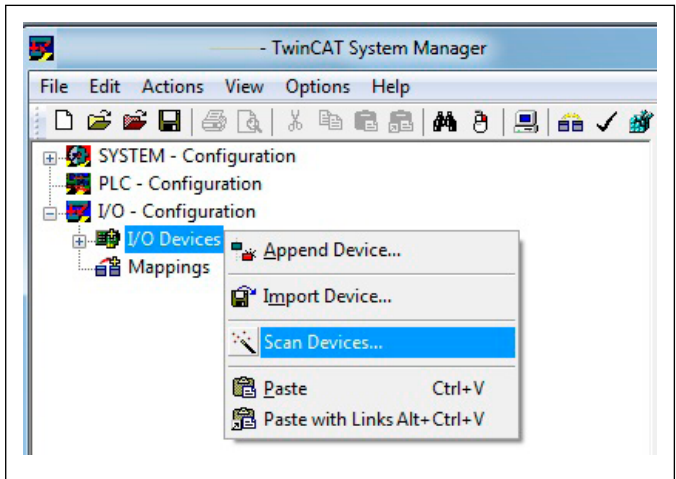 - TwinCAT System Manager
File Edit Actions View Options Help
SYSTEM - Configuration
PLC - Configuration
I/O - Configuration
I/O Devices
Mappings
Append Device...
Import Device...
Scan Devices...
Paste Ctrl+V
Paste with Links Alt+Ctrl+V